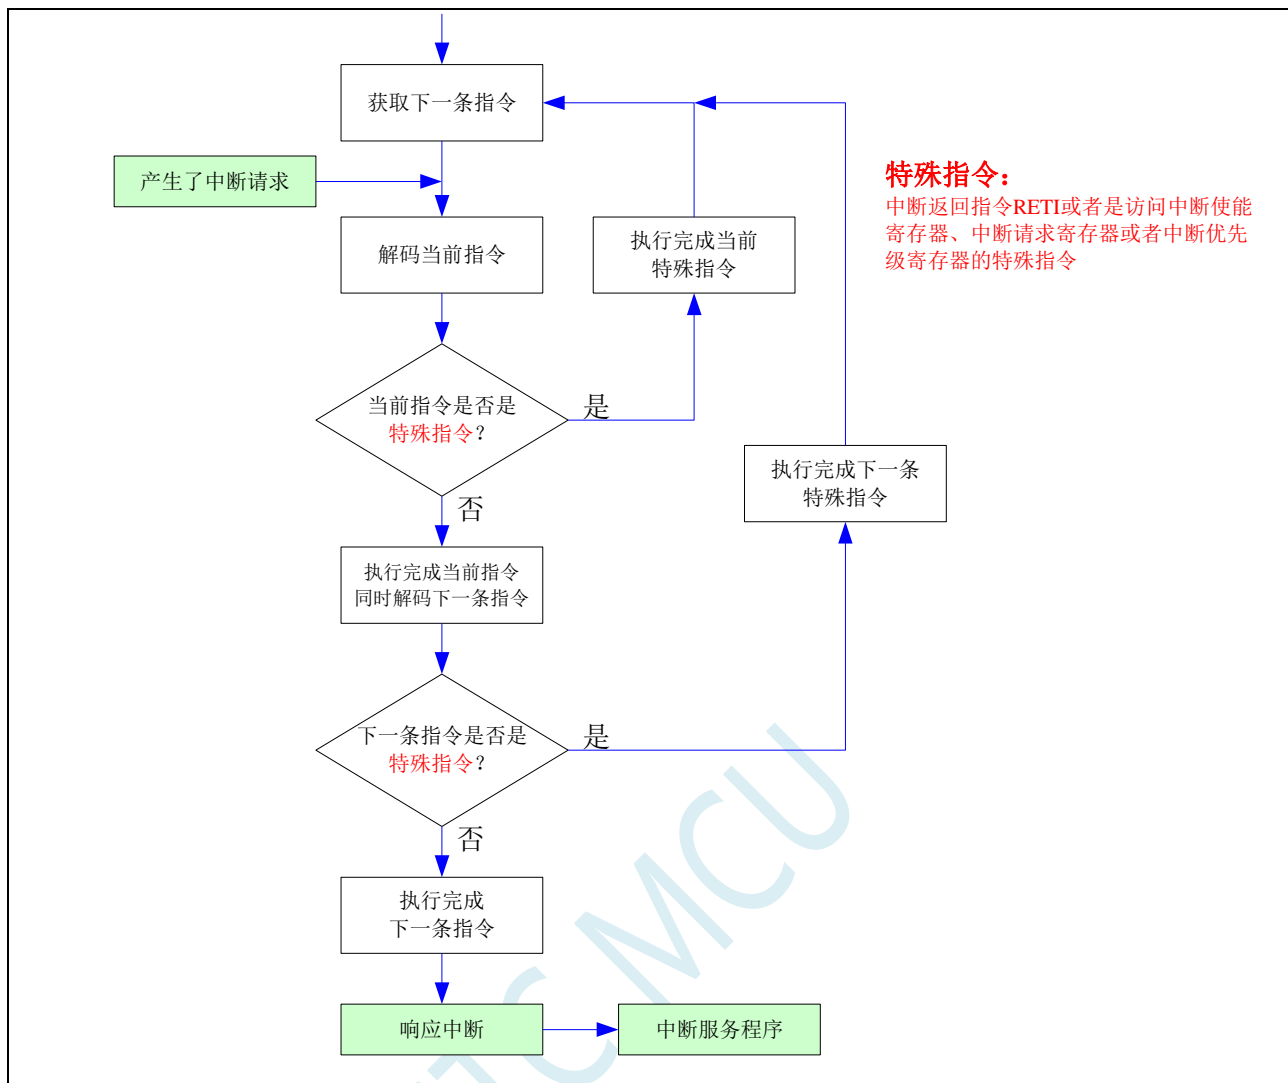 获取下一条指令
产生了中断请求
特殊指令：
中断返回指令RETI或者是访问中断使能
寄存器、中断请求寄存器或者中断优先
级寄存器的特殊指令
解码当前指令
执行完成当前
特殊指令
当前指令是否是
特殊指令？
是
否
执行完成下一条
特殊指令
执行完成当前指令
同时解码下一条指令
下一条指令是否是
特殊指令？
是
否
执行完成
下一条指令
响应中断
中断服务程序
MCU